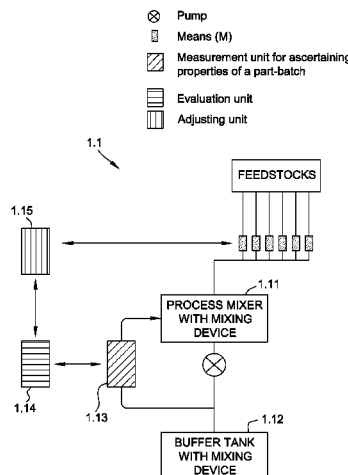 Pump
Means (M)
Measurement unit for ascertaining
properties of a part-batch
Evaluation unit
Adjusting unit
1.1
FEEDSTOCKS
1.15
1.11
PROCESS MIXER
WITH MIXING
DEVICE
1.14
1.13
1.12
BUFFER TANK
WITH MIXING
DEVICE